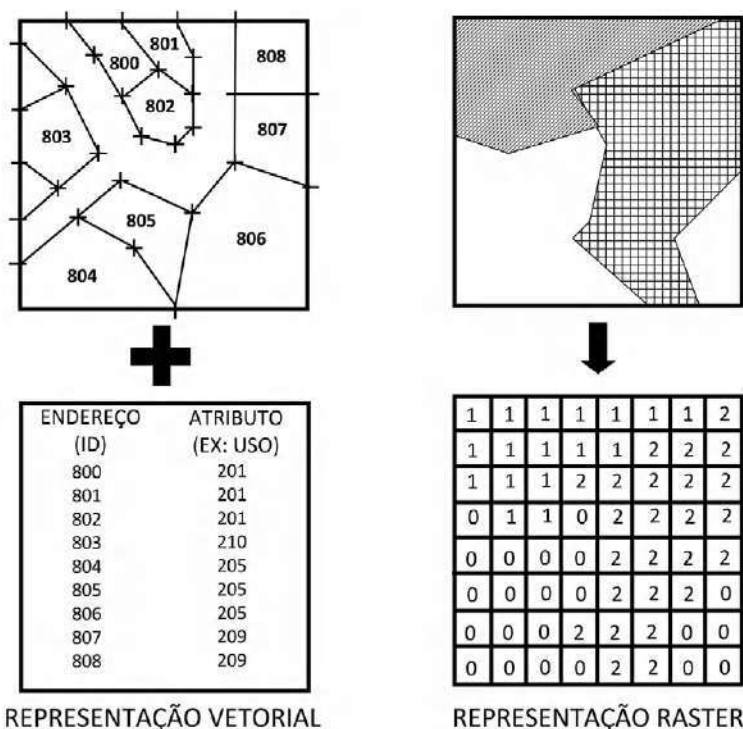 801
800
808
802
803
807
805
806
804
ENDEREÇO ATRIBUTO
(ID) (EX: USO)
800 201
801 201
802 201
803 210
804 205
805 205
806 205
807 209
808 209
REPRESENTAÇÃO VETORIAL
1 1 1 1 1 1 1 2
1 1 1 1 1 2 2 2
1 1 1 2 2 2 2 2
0 1 1 0 2 2 2 2
0 0 0 0 2 2 2 2
0 0 0 0 2 2 2 0
0 0 0 2 2 2 0 0
0 0 0 0 2 2 0 0
REPRESENTAÇÃO RASTER